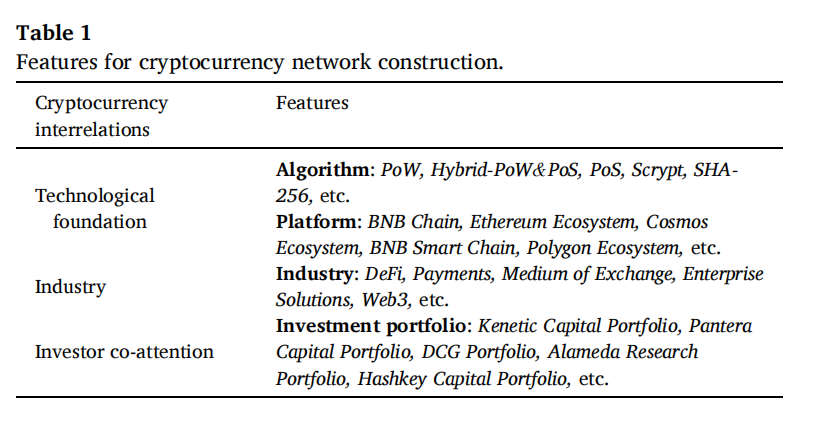 Table 1
Features for cryptocurrency network construction.
Cryptocurrency
interrelations
Features
Technological
foundation
Algorithm: PoW, Hybrid-PoW&PoS, PoS, Scrypt, SHA-
256, etc.
Platform: BNB Chain, Ethereum Ecosystem, Cosmos
Ecosystem, BNB Smart Chain, Polygon Ecosystem, etc.
Industry
Industry: DeFi, Payments, Medium of Exchange, Enterprise
Solutions, Web3, etc.
Investor co-attention
Investment portfolio: Kenetic Capital Portfolio, Pantera
Capital Portfolio, DCG Portfolio, Alameda Research
Portfolio, Hashkey Capital Portfolio, etc.